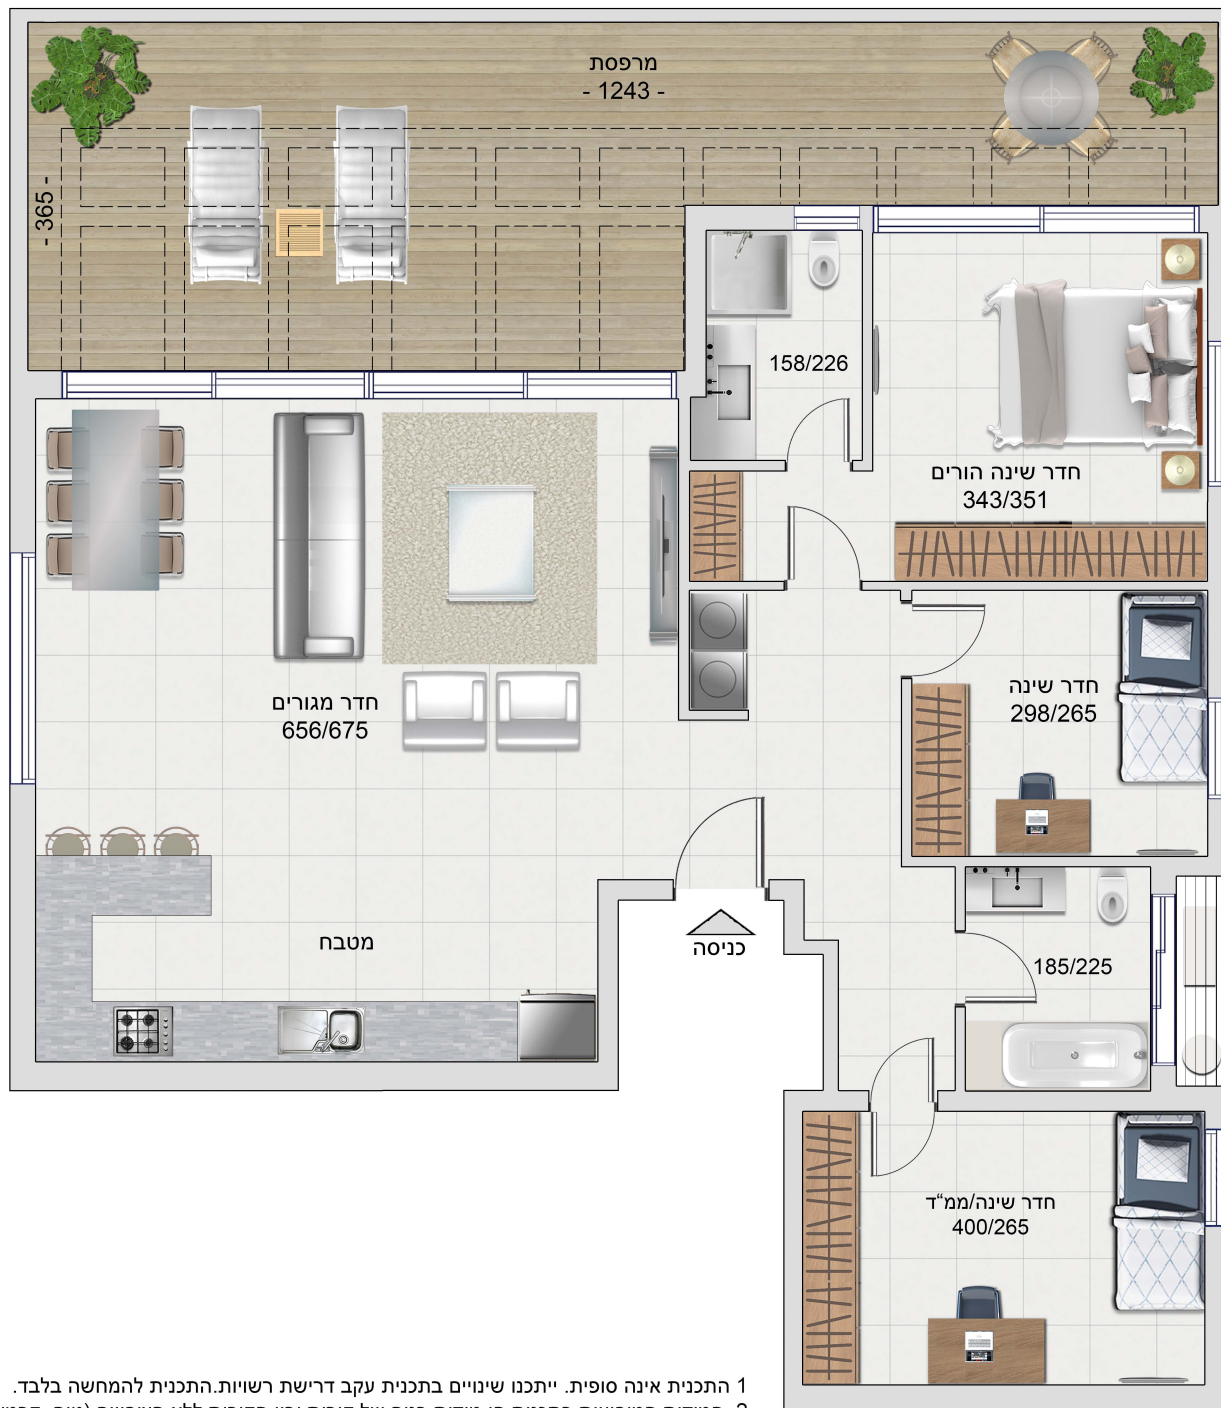 מרפסת
- 1243 -
- 365 -
158/226
חדר שינה הורים
343/351
חדר מגורים
656/675
חדר שינה
298/265
מטבח
כניסה
185/225
חדר שינה/ממ"ד
400/265
1 התכנית אינה סופית. ייתכנו שינויים בתכנית עקב דרישת רשויות.התכנית להמחשה בלבד.